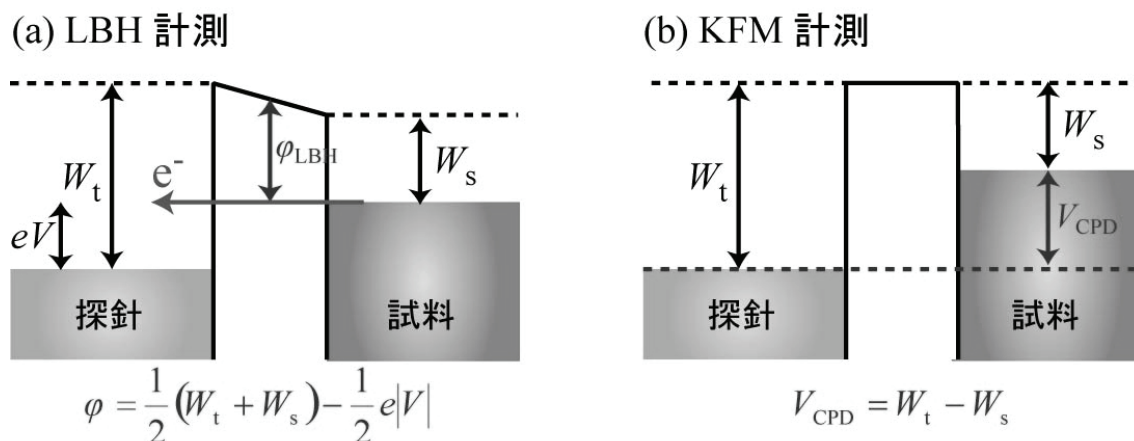 (a) LBH 計測
W_t
eV
e⁻
φ_LBH
W_s
探針
試料
φ = 1/2 (W_t + W_s) − 1/2 e|V|
(b) KFM 計測
W_t
W_s
V_CPD
探針
試料
V_CPD = W_t − W_s